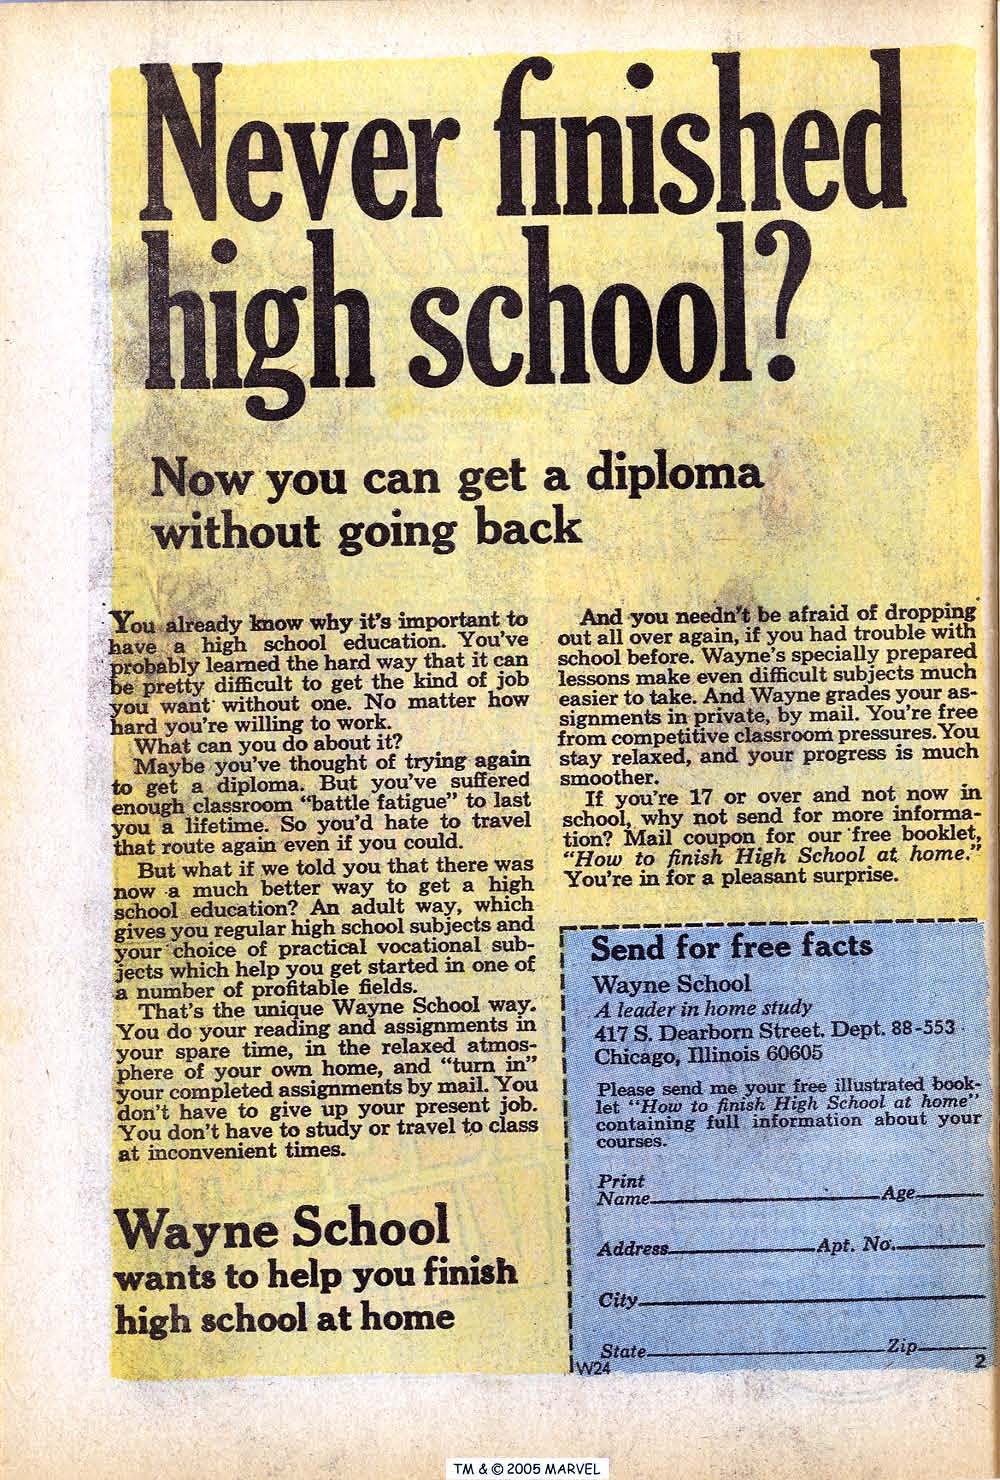 Never finished
high school?
Now you can get a diploma
without going back
You already know why it's important to
have a high school education. You've
probably learned the hard way that it can
be pretty difficult to get the kind of job
you want without one. No matter how
hard you're willing to work.
What can you do about it?
Maybe you've thought of trying again
to get a diploma. But you've suffered
enough classroom "battle fatigue" to last
you a lifetime. So you'd hate to travel
that route again even if you could.
But what if we told you that there was
now a much better way to get a high
school education? An adult way, which
gives you regular high school subjects and
your choice of practical vocational sub-
jects which help you get started in one of
a number of profitable fields.
That's the unique Wayne School way.
You do your reading and assignments in
your spare time, in the relaxed atmos-
phere of your own home, and "turn in"
your completed assignments by mail. You
don't have to give up your present job.
You don't have to study or travel to class
at inconvenient times.
Wayne School
wants to help you finish
high school at home
And you needn't be afraid of dropping
out all over again, if you had trouble with
school before. Wayne's specially prepared
lessons make even difficult subjects much
easier to take. And Wayne grades your as-
signments in private, by mail. You're free
from competitive classroom pressures. You
stay relaxed, and your progress is much
smoother.
If you're 17 or over and not now in
school, why not send for more informa-
tion? Mail coupon for our free booklet,
"How to finish High School at home."
You're in for a pleasant surprise.
Send for free facts
Wayne School
A leader in home study
417 S. Dearborn Street. Dept. 88-553
Chicago, Illinois 60605
Please send me your free illustrated book-
let "How to finish High School at home"
containing full information about your
courses.
Print
Name Age
Address Apt. No.
City
State Zip
W24 2
TM & © 2005 MARVEL